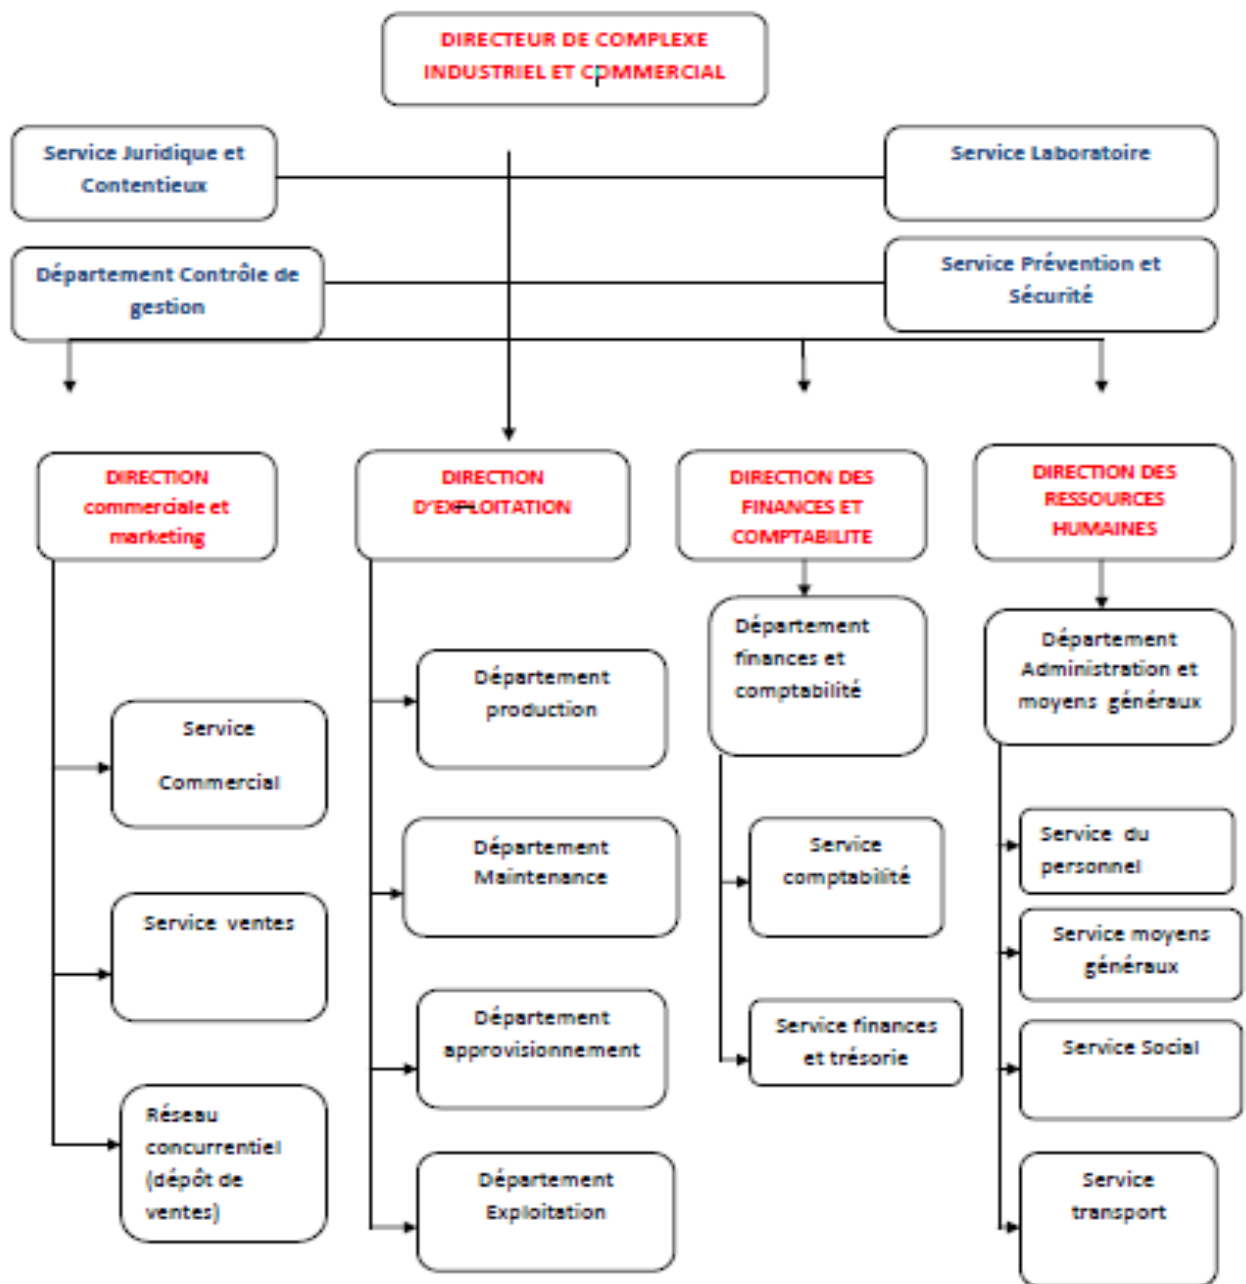 DIRECTEUR DE COMPLEXE
INDUSTRIEL ET COMMERCIAL
Service Juridique et
Contentieux
Service Laboratoire
Département Contrôle de
gestion
Service Prévention et
Sécurité
DIRECTION
commerciale et
marketing
DIRECTION
D'EXPLOITATION
DIRECTION DES
FINANCES ET
COMPTABILITE
DIRECTION DES
RESSOURCES
HUMAINES
Service
Commercial
Service ventes
Réseau
concurrentiel
(dépôt de
ventes)
Département
production
Département
Maintenance
Département
approvisionnement
Département
Exploitation
Département
finances et
comptabilité
Service
comptabilité
Service finances
et trésorie
Département
Administration et
moyens généraux
Service du
personnel
Service moyens
généraux
Service Social
Service
transport